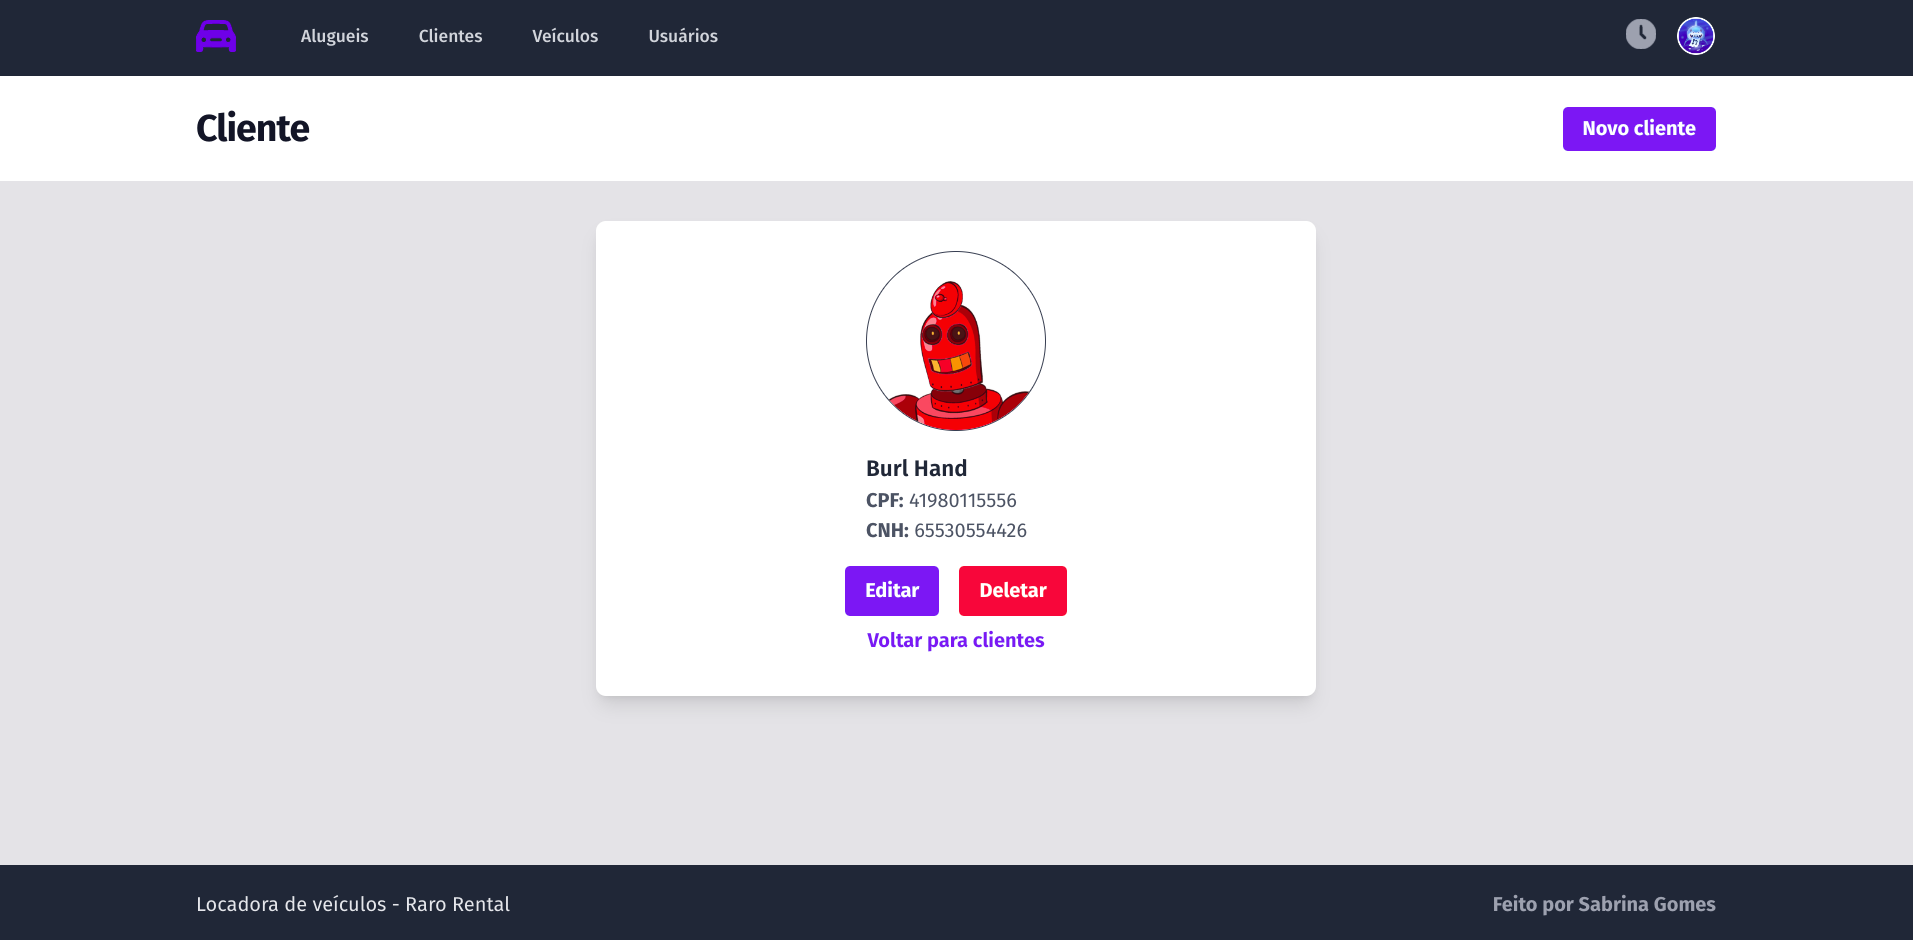 Alugueis Clientes Veículos Usuários
Cliente
Novo cliente
Burl Hand
CPF: 41980115556
CNH: 65530554426
Editar Deletar
Voltar para clientes
Locadora de veículos - Raro Rental
Feito por Sabrina Gomes